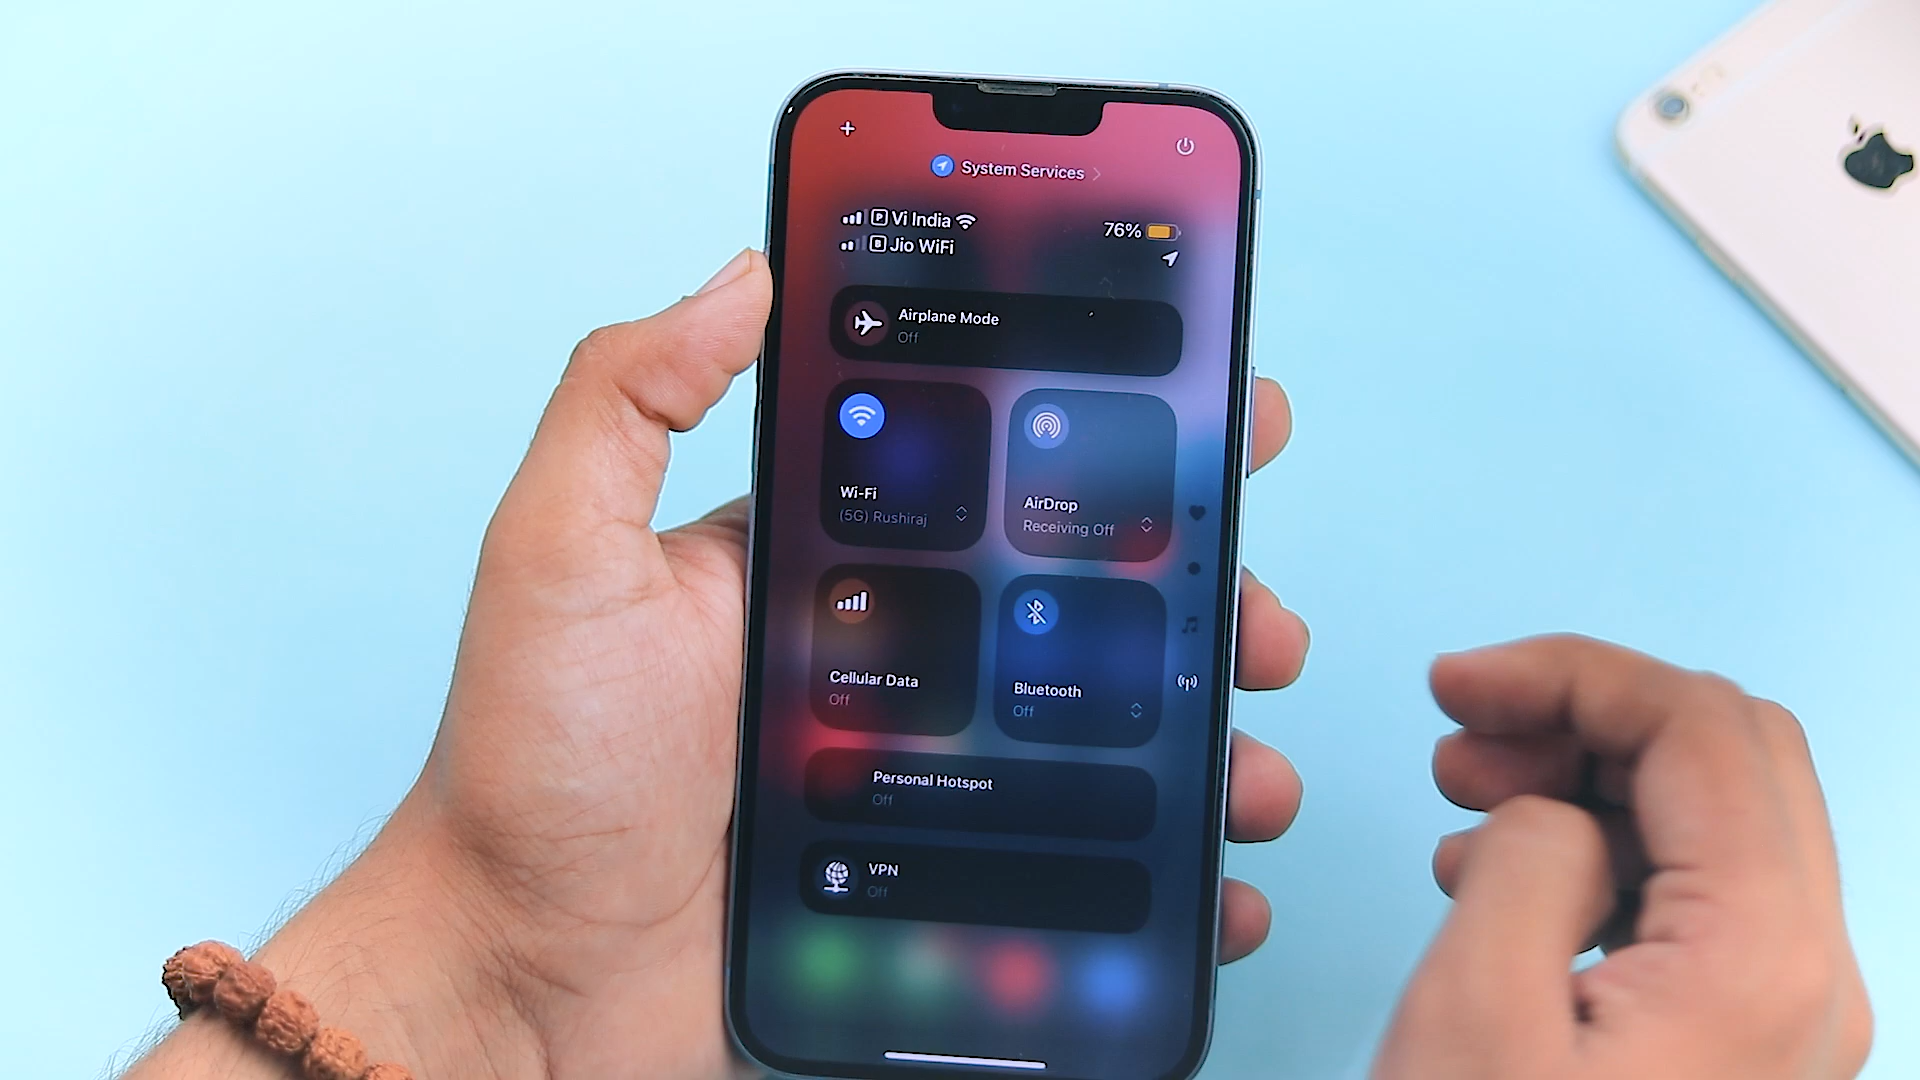 System Services
P Vi India
76%
B Jio WiFi
Airplane Mode
Off
Wi-Fi
(5G) Rushiraj
AirDrop
Receiving Off
Cellular Data
Off
Bluetooth
Off
Personal Hotspot
Off
VPN
Off